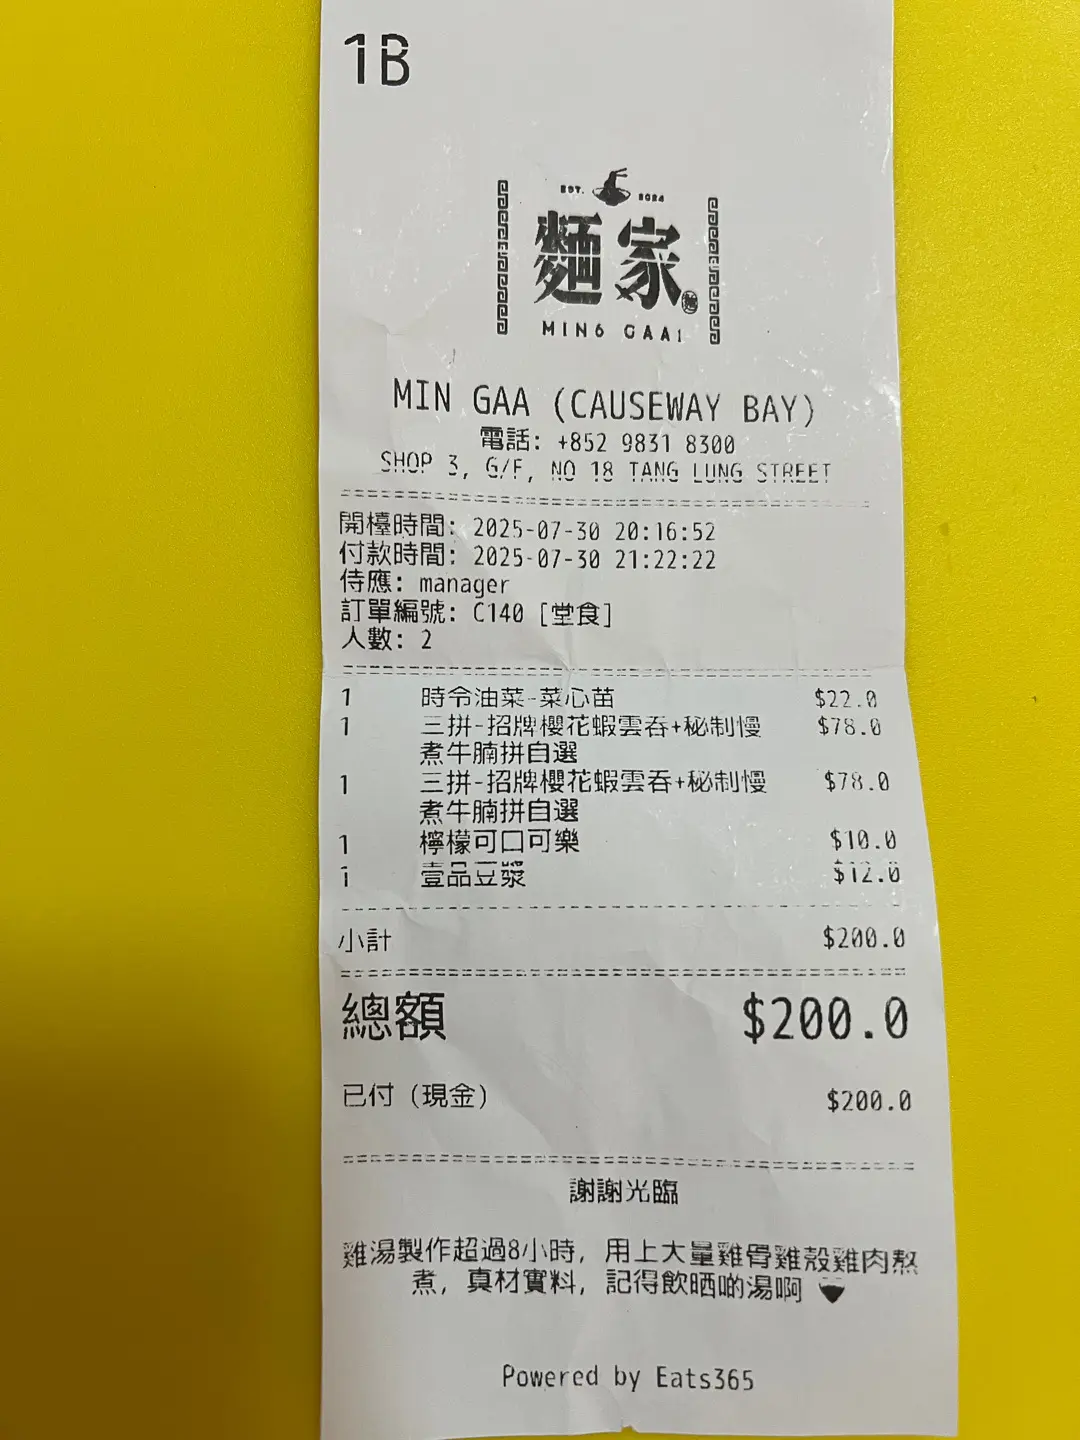 1B
EST. 2024
麵家
MING GAA
MIN GAA (CAUSEWAY BAY)
電話: +852 9831 8300
SHOP 3, G/F, NO 18 TANG LUNG STREET
開檯時間: 2025-07-30 20:16:52
付款時間: 2025-07-30 21:22:22
侍應: manager
訂單編號: C140 [堂食]
人數: 2
1 時令油菜-菜心苗 $22.0
1 三拼-招牌櫻花蝦雲吞+秘制慢 $78.0
煮牛腩拼自選
1 三拼-招牌櫻花蝦雲吞+秘制慢 $78.0
煮牛腩拼自選
1 檸檬可口可樂 $10.0
1 壹品豆漿 $12.0
小計 $200.0
總額 $200.0
已付 (現金) $200.0
謝謝光臨
雞湯製作超過8小時, 用上大量雞骨雞殼雞肉熬
煮, 真材實料, 記得飲晒啲湯啊
Powered by Eats365